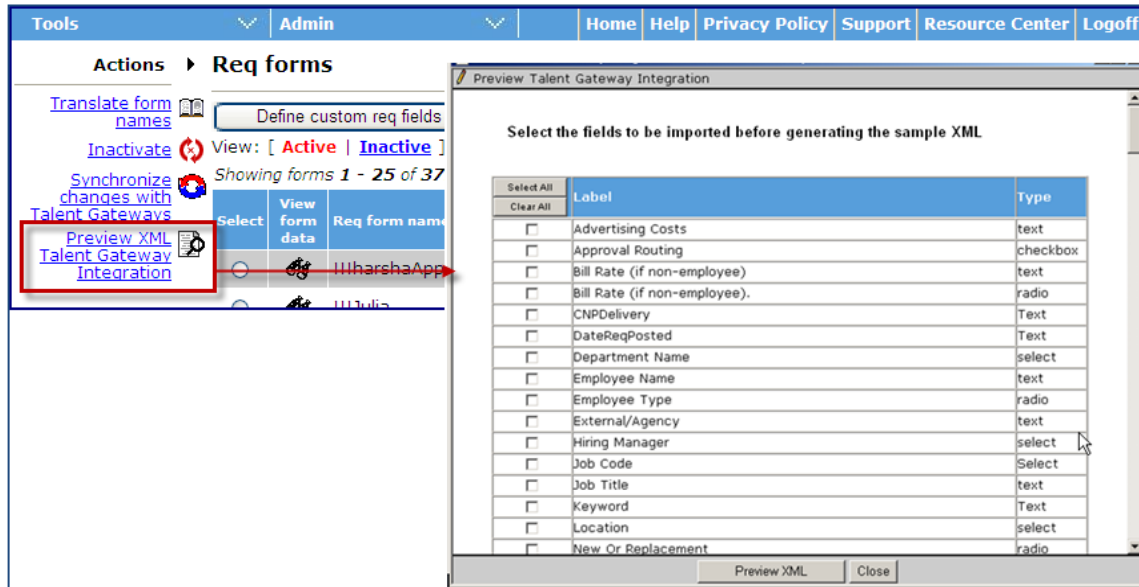 Tools Admin Home Help Privacy Policy Support Resource Center Logoff
Actions
Translate form
names
Inactivate
Synchronize
changes with
Talent Gateways
Preview XML
Talent Gateway
Integration
Req forms
Define custom req fields
View: [ Active | Inactive ]
Showing forms 1 - 25 of 37
Select View form data Req form name
Preview Talent Gateway Integration
Select the fields to be imported before generating the sample XML
Select All
Clear All
Label Type
Advertising Costs text
Approval Routing checkbox
Bill Rate (if non-employee) text
Bill Rate (if non-employee). radio
CNPDelivery Text
DateReqPosted Text
Department Name select
Employee Name text
Employee Type radio
External/Agency text
Hiring Manager select
Job Code Select
Job Title text
Keyword Text
Location select
New Or Replacement radio
Preview XML Close